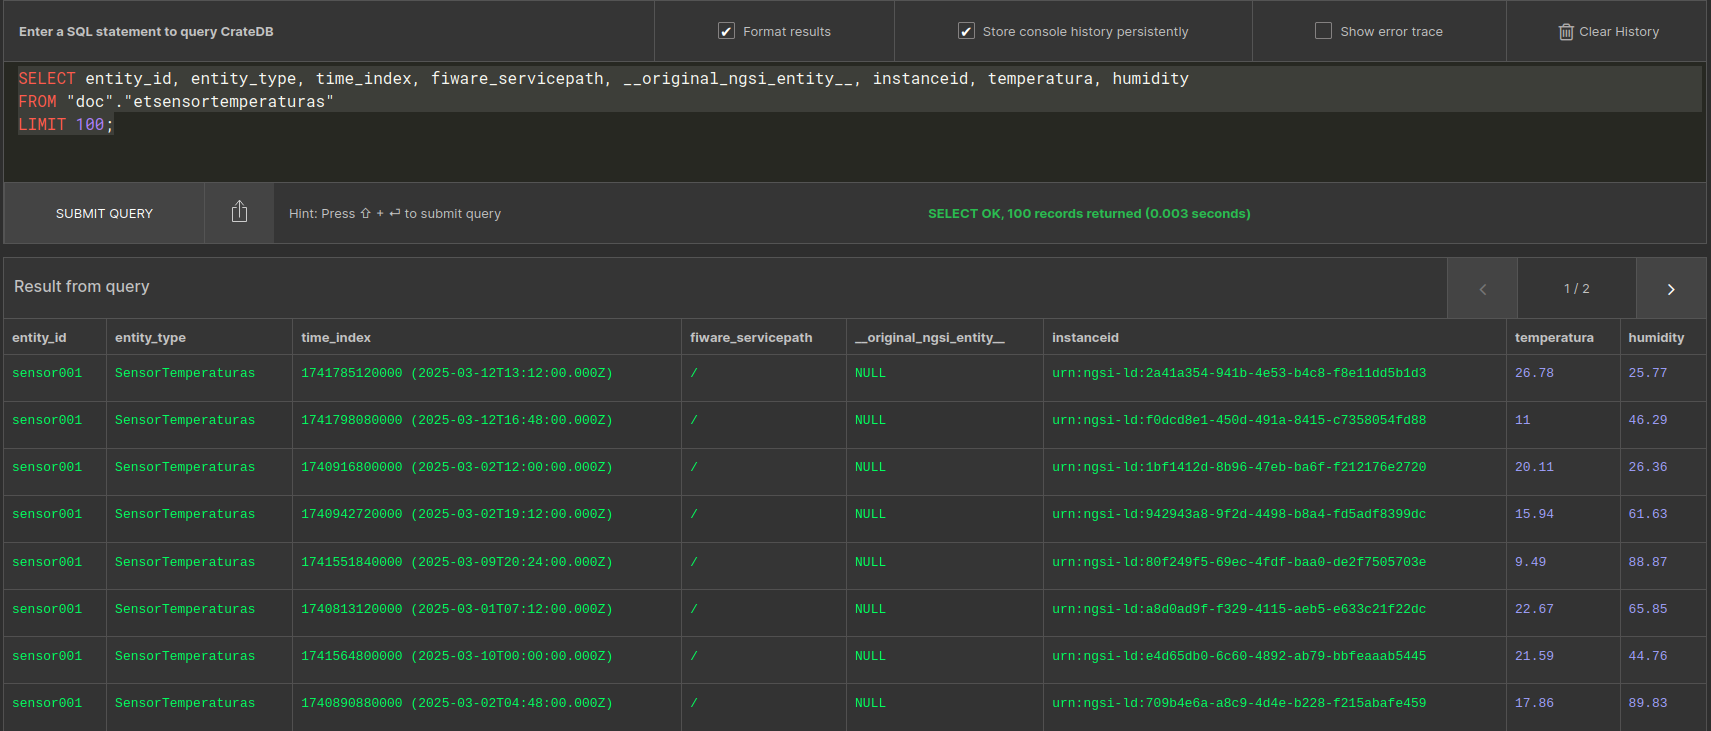 Enter a SQL statement to query CrateDB Format results Store console history persistently Show error trace Clear History
SELECT entity_id, entity_type, time_index, fiware_servicepath, __original_ngsi_entity__, instanceid, temperatura, humidity
FROM "doc"."etsensortemperaturas"
LIMIT 100;
SUBMIT QUERY Hint: Press ⇧ + ⏎ to submit query SELECT OK, 100 records returned (0.003 seconds)
Result from query 1 / 2
entity_id entity_type time_index fiware_servicepath __original_ngsi_entity__ instanceid temperatura humidity
sensor001 SensorTemperaturas 1741785120000 (2025-03-12T13:12:00.000Z) / NULL urn:ngsi-ld:2a41a354-941b-4e53-b4c8-f8e11dd5b1d3 26.78 25.77
sensor001 SensorTemperaturas 1741798080000 (2025-03-12T16:48:00.000Z) / NULL urn:ngsi-ld:f0dcd8e1-450d-491a-8415-c7358054fd88 11 46.29
sensor001 SensorTemperaturas 1740916800000 (2025-03-02T12:00:00.000Z) / NULL urn:ngsi-ld:1bf1412d-8b96-47eb-ba6f-f212176e2720 20.11 26.36
sensor001 SensorTemperaturas 1740942720000 (2025-03-02T19:12:00.000Z) / NULL urn:ngsi-ld:942943a8-9f2d-4498-b8a4-fd5adf8399dc 15.94 61.63
sensor001 SensorTemperaturas 1741551840000 (2025-03-09T20:24:00.000Z) / NULL urn:ngsi-ld:80f249f5-69ec-4fdf-baa0-de2f7505703e 9.49 88.87
sensor001 SensorTemperaturas 1740813120000 (2025-03-01T07:12:00.000Z) / NULL urn:ngsi-ld:a8d0ad9f-f329-4115-aeb5-e633c21f22dc 22.67 65.85
sensor001 SensorTemperaturas 1741564800000 (2025-03-10T00:00:00.000Z) / NULL urn:ngsi-ld:e4d65db0-6c60-4892-ab79-bbfeaaab5445 21.59 44.76
sensor001 SensorTemperaturas 1740890880000 (2025-03-02T04:48:00.000Z) / NULL urn:ngsi-ld:709b4e6a-a8c9-4d4e-b228-f215abafe459 17.86 89.83